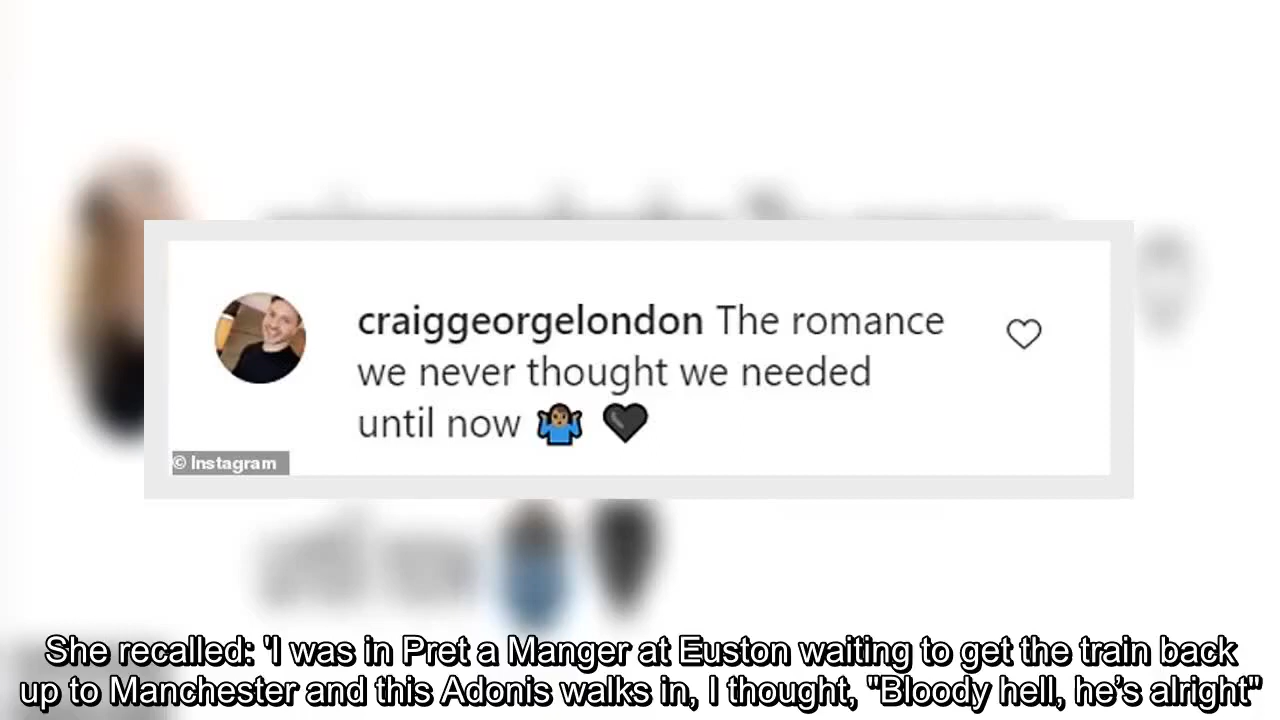 craiggeorgelondon The romance
we never thought we needed
until now 🤷🏽‍♂️ 🖤
© Instagram
She recalled: 'I was in Pret a Manger at Euston waiting to get the train back
up to Manchester and this Adonis walks in, I thought, "Bloody hell, he’s alright"